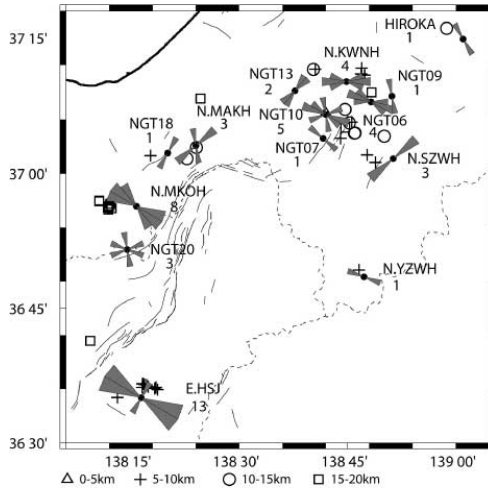 37 15'
37 00'
36 45'
36 30'
HIROKA
1
N.KWNH
4
NGT13
2
NGT09
1
N.MAKH
3
NGT10
5
NGT06
4
NGT18
1
NGT07
1
N.SZWH
3
N.MKOH
8
NGT20
3
N.YZWH
1
E.HSJ
13
138 15' 138 30' 138 45' 139 00'
0-5km 5-10km 10-15km 15-20km